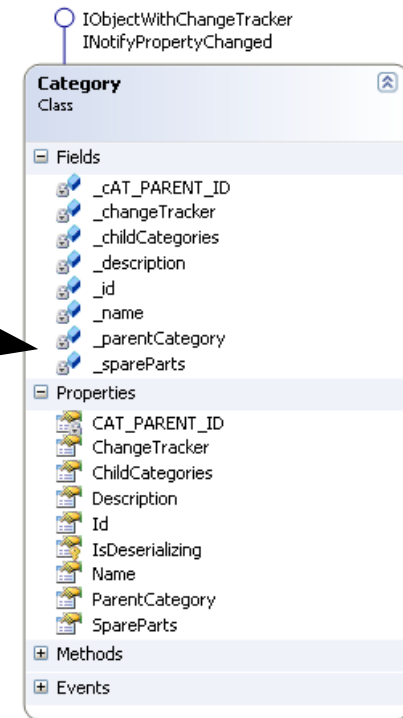 IObjectWithChangeTracker
INotifyPropertyChanged
Category
Class
Fields
_cAT_PARENT_ID
_changeTracker
_childCategories
_description
_id
_name
_parentCategory
_spareParts
Properties
CAT_PARENT_ID
ChangeTracker
ChildCategories
Description
Id
IsDeserializing
Name
ParentCategory
SpareParts
Methods
Events